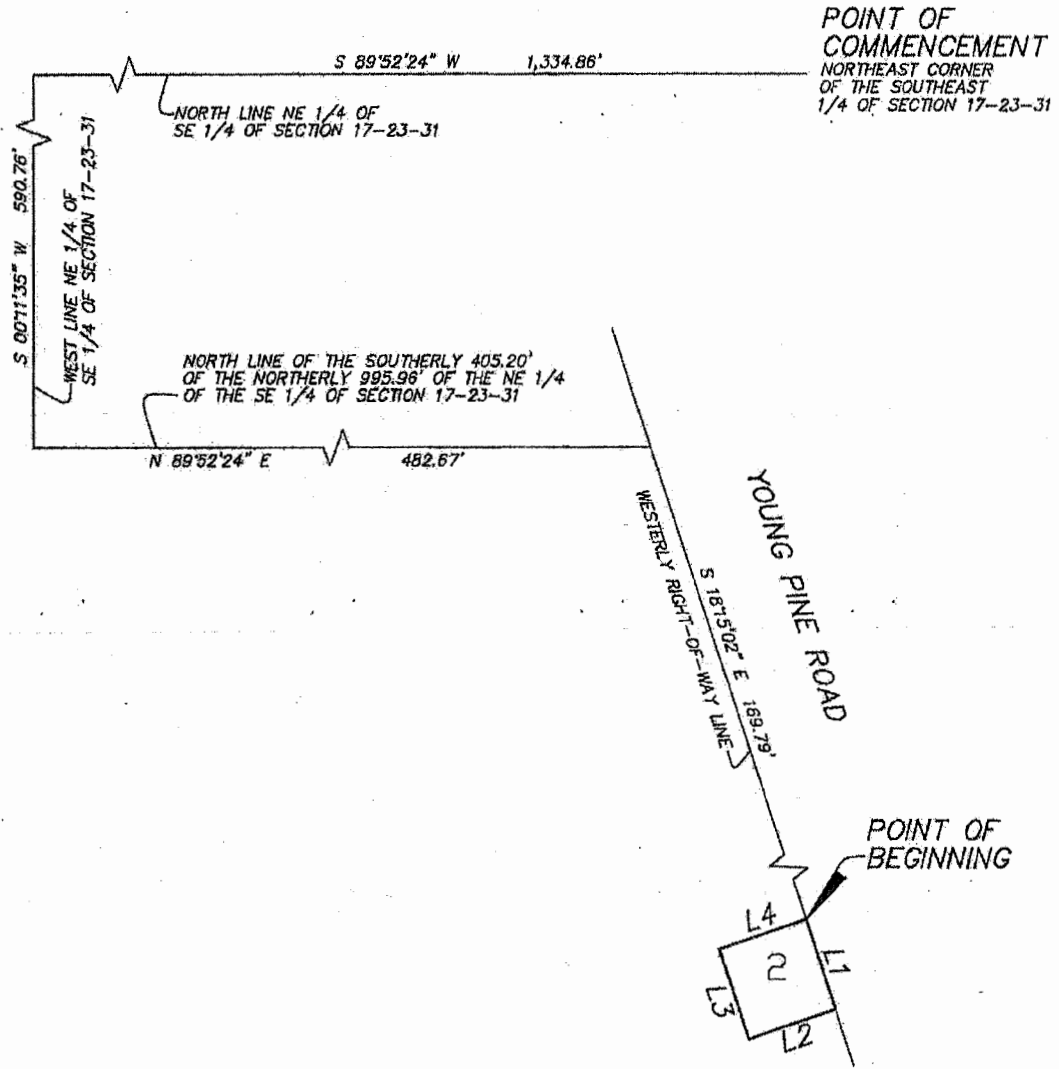 POINT OF
COMMENCEMENT
NORTHEAST CORNER
OF THE SOUTHEAST
1/4 OF SECTION 17-23-31
S 89°52'24" W 1,334.86'
NORTH LINE NE 1/4 OF
SE 1/4 OF SECTION 17-23-31
S 00°11'35" W 590.76'
WEST LINE NE 1/4 OF
SE 1/4 OF SECTION 17-23-31
NORTH LINE OF THE SOUTHERLY 405.20'
OF THE NORTHERLY 995.96' OF THE NE 1/4
OF THE SE 1/4 OF SECTION 17-23-31
N 89°52'24" E 482.67'
YOUNG PINE ROAD
S 18°15'02" E 169.79'
WESTERLY RIGHT-OF-WAY LINE
POINT OF
BEGINNING
L4
L1
2
L3
L2